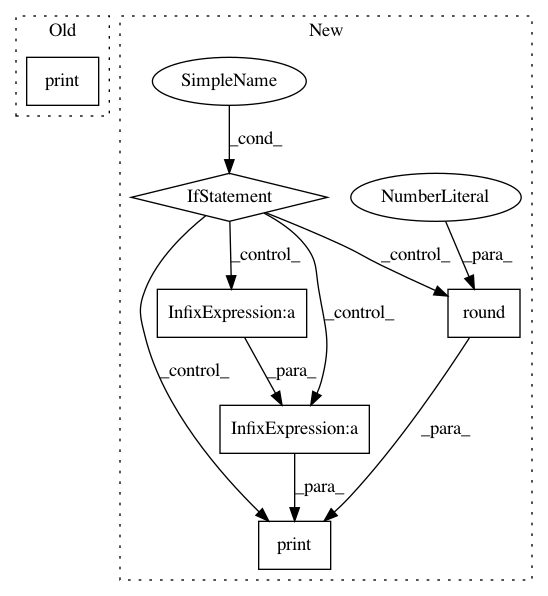 Old
New
print
SimpleName
_cond_
IfStatement
NumberLiteral
_control_
_control_
_para_
InfixExpression:a
_control_
round
_control_
_para_
InfixExpression:a
_para_
_para_
print